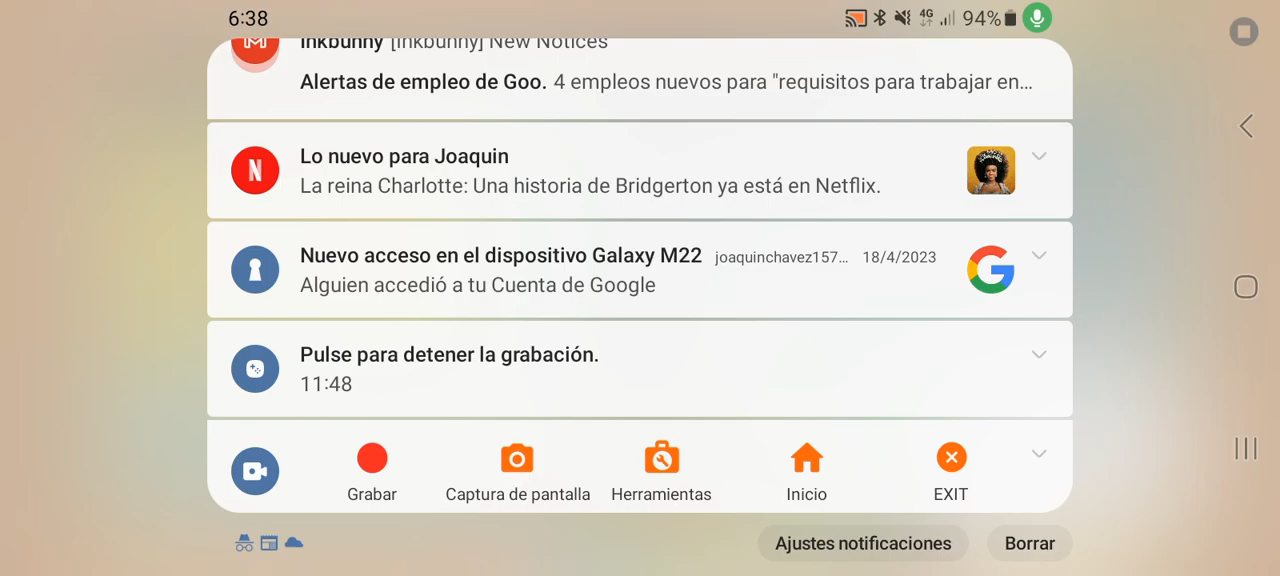 6:38 4G 94%
Inkbunny [Inkbunny] New Notices
Alertas de empleo de Goo. 4 empleos nuevos para "requisitos para trabajar en...
Lo nuevo para Joaquin
La reina Charlotte: Una historia de Bridgerton ya está en Netflix.
Nuevo acceso en el dispositivo Galaxy M22 joaquinchavez157... 18/4/2023
Alguien accedió a tu Cuenta de Google
Pulse para detener la grabación.
11:48
Grabar Captura de pantalla Herramientas Inicio EXIT
Ajustes notificaciones Borrar